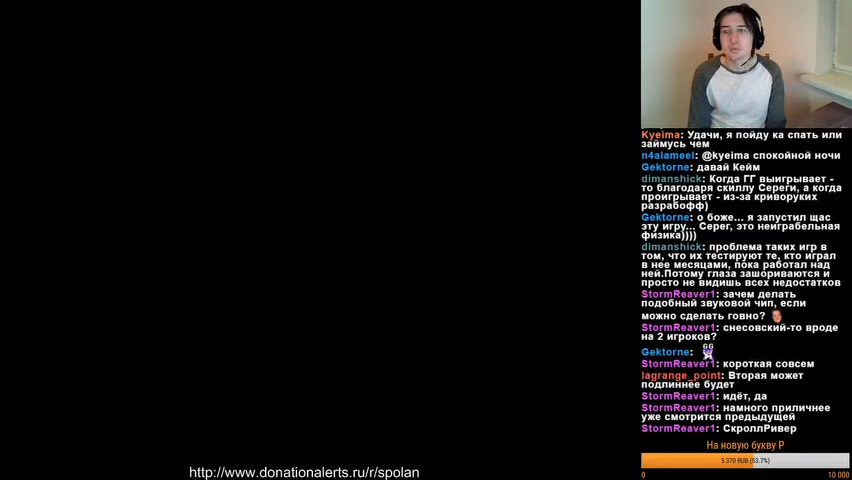 Kyeima: Удачи, я пойду ка спать или
займусь чем
n4alameel: @kyeima спокойной ночи
Gektorne: давай Кейм
dimanshick: Когда ГГ выигрывает -
то благодаря скиллу Сереги, а когда
проигрывает - из-за криворуких
разрабофф)
Gektorne: о боже... я запустил щас
эту игру... Серег, это неиграбельная
физика))))
dimanshick: проблема таких игр в
том, что их тестируют те, кто играл
в нее месяцами, пока работал над
ней.Потому глаза зашориваются и
просто не видишь всех недостатков
StormReaver1: зачем делать
подобный звуковой чип, если
можно сделать говно?
StormReaver1: снесовский-то вроде
на 2 игроков?
Gektorne: GG
StormReaver1: короткая совсем
lagrange_point: Вторая может
подлиннее будет
StormReaver1: идёт, да
StormReaver1: намного приличнее
уже смотрится предыдущей
StormReaver1: СкроллРивер
На новую букву Р
5 370 RUB (53.7%)
0 10 000
http://www.donationalerts.ru/r/spolan